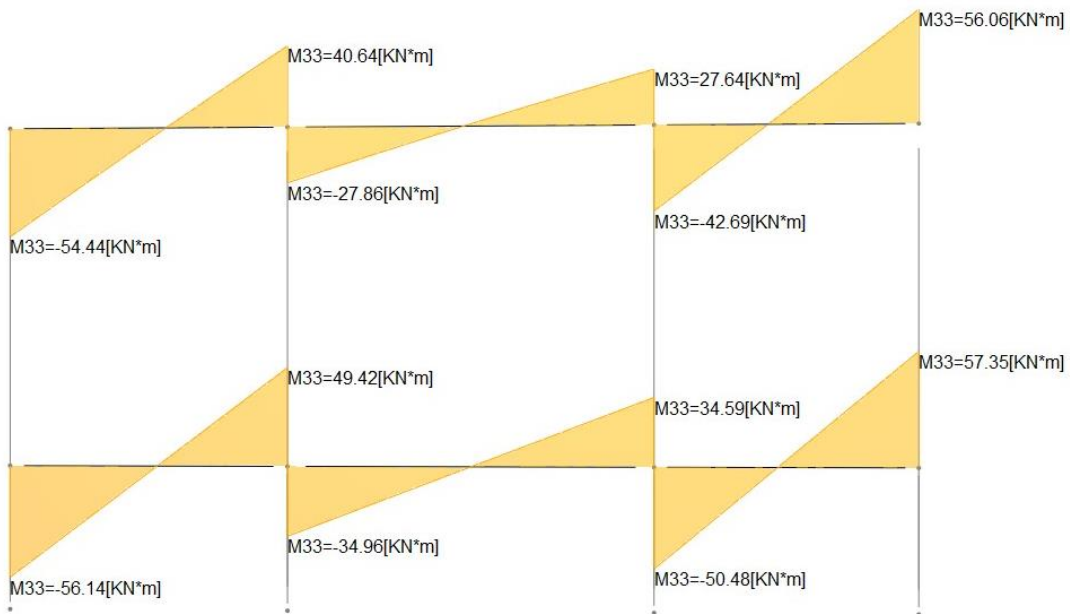 M33=56.06[KN*m]
M33=40.64[KN*m]
M33=27.64[KN*m]
M33=-27.86[KN*m]
M33=-42.69[KN*m]
M33=-54.44[KN*m]
M33=57.35[KN*m]
M33=49.42[KN*m]
M33=34.59[KN*m]
M33=-34.96[KN*m]
M33=-50.48[KN*m]
M33=-56.14[KN*m]